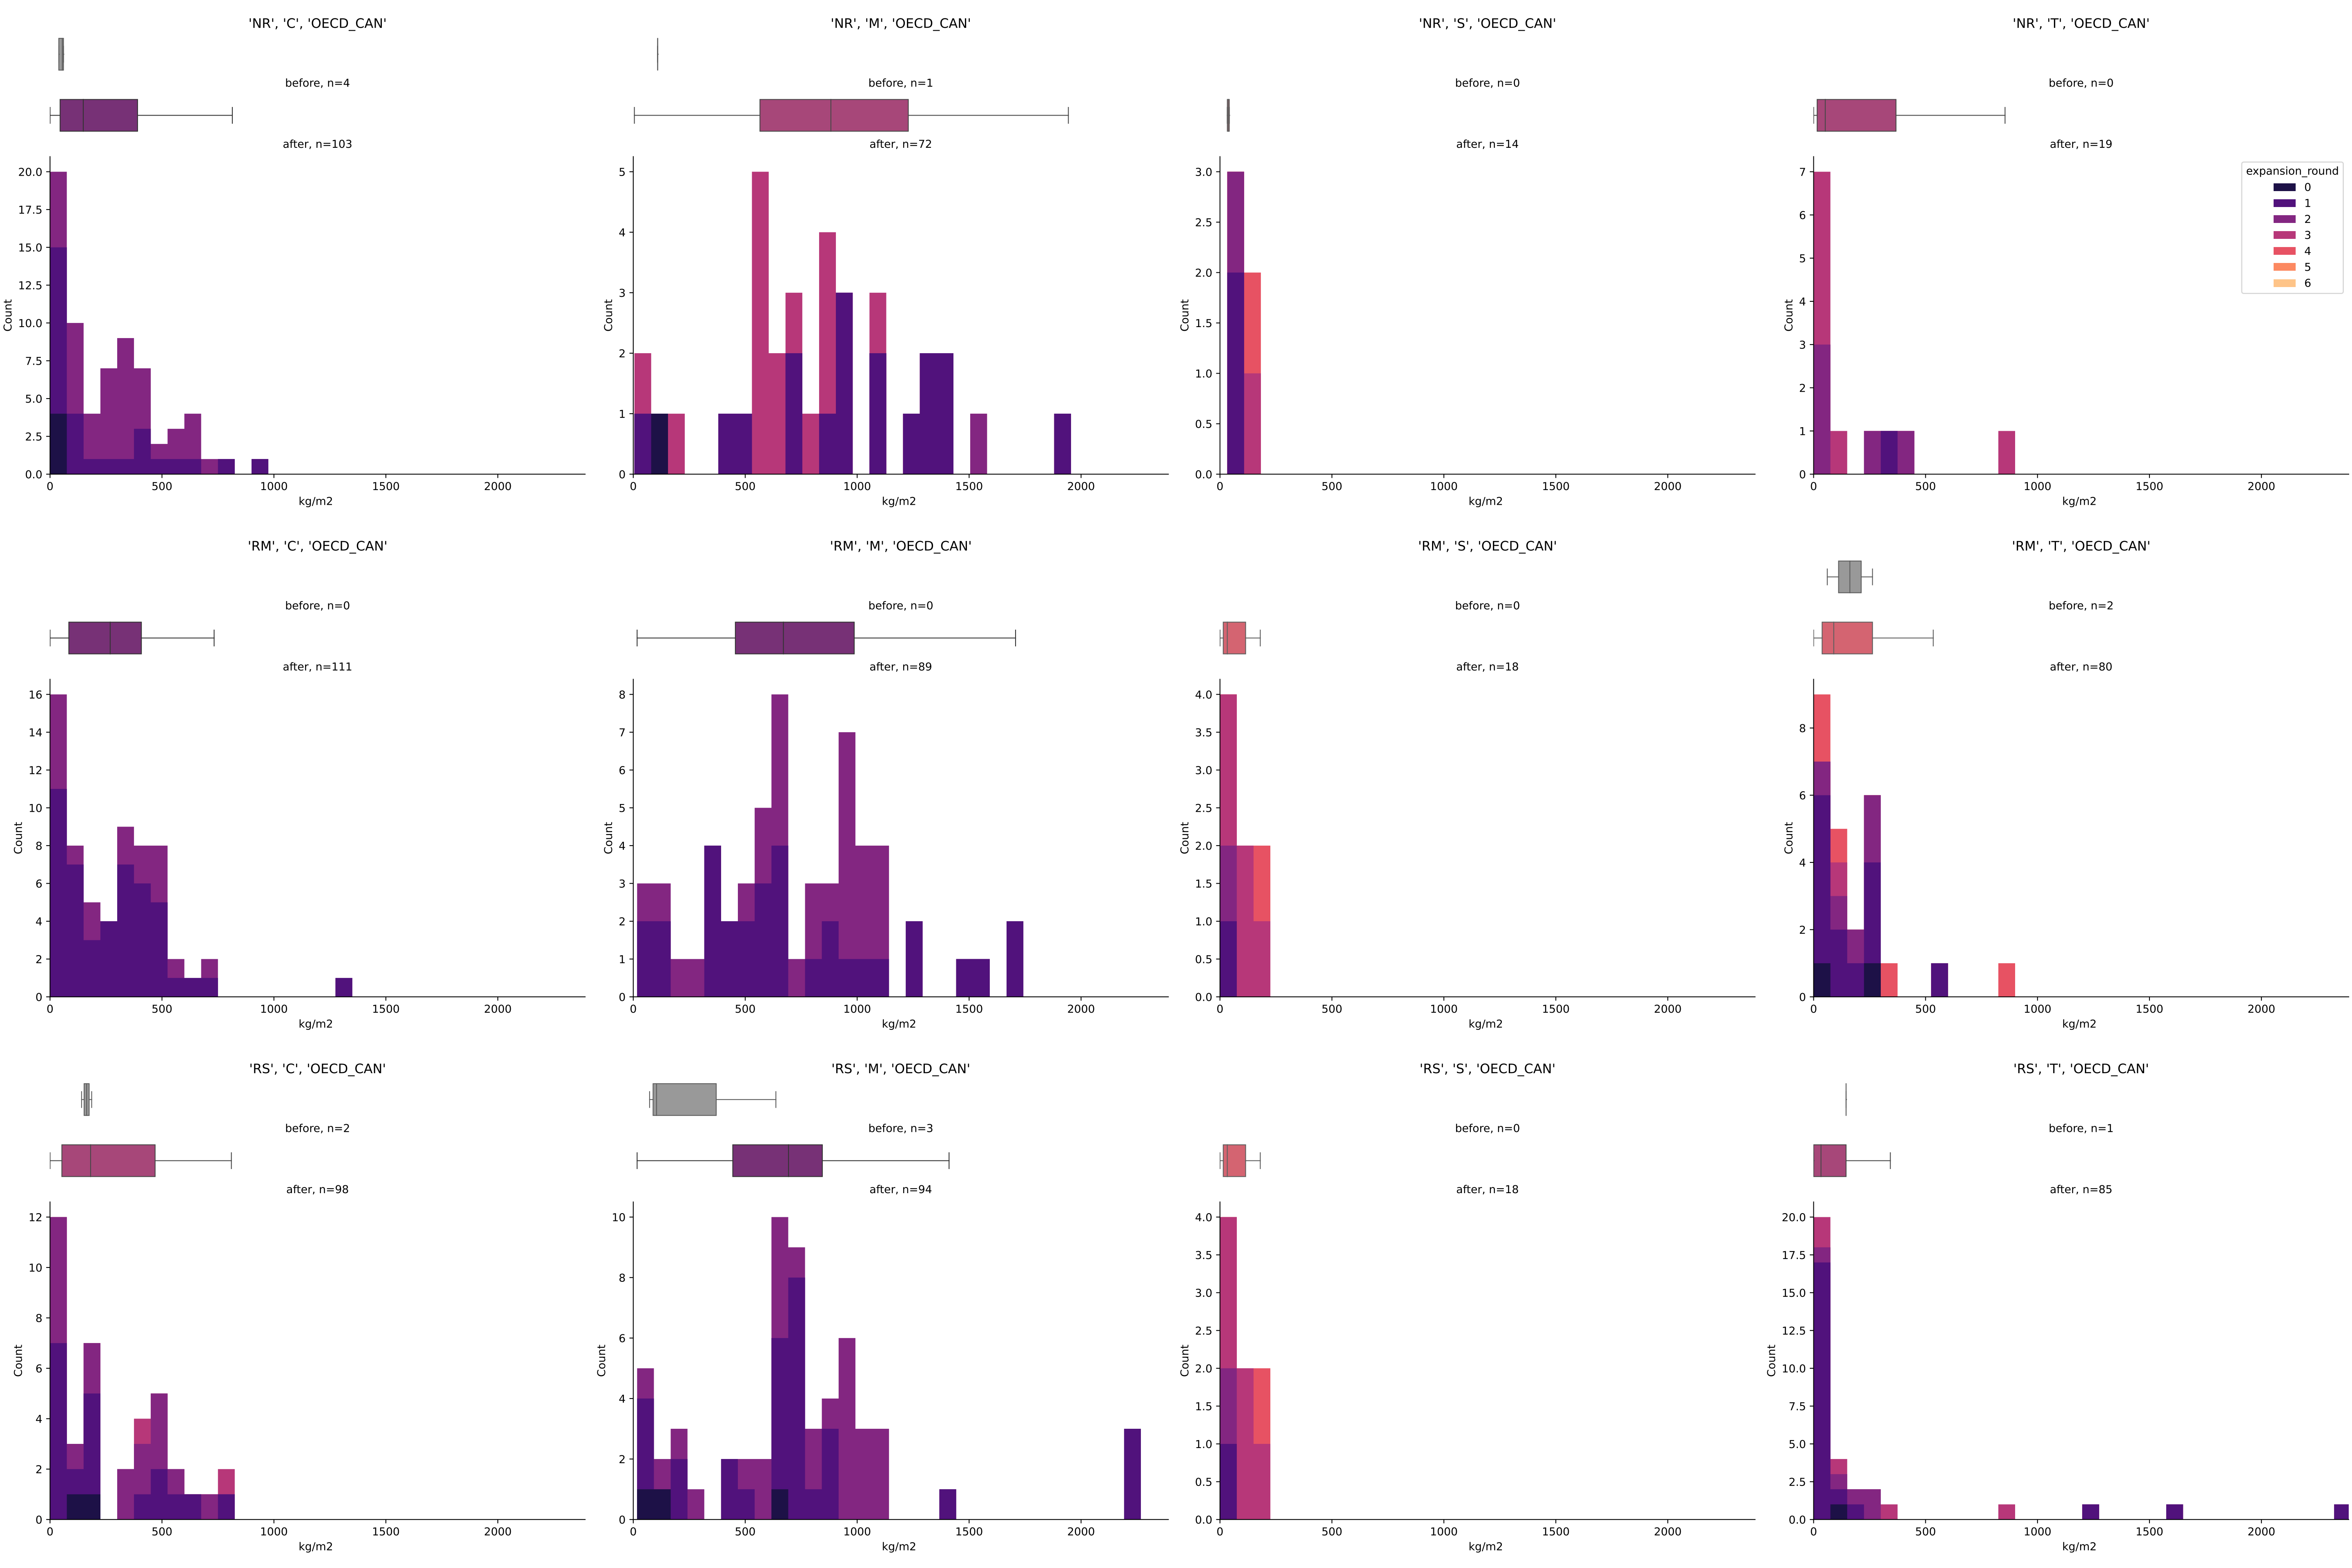 'NR', 'C', 'OECD_CAN'
before, n=4
after, n=103
20.0
17.5
15.0
12.5
10.0
7.5
5.0
2.5
0.0
Count
0 500 1000 1500 2000
kg/m2
'NR', 'M', 'OECD_CAN'
before, n=1
after, n=72
5
4
3
2
1
0
Count
0 500 1000 1500 2000
kg/m2
'NR', 'S', 'OECD_CAN'
before, n=0
after, n=14
3.0
2.5
2.0
1.5
1.0
0.5
0.0
Count
0 500 1000 1500 2000
kg/m2
'NR', 'T', 'OECD_CAN'
before, n=0
after, n=19
7
6
5
4
3
2
1
0
Count
0 500 1000 1500 2000
kg/m2
expansion_round
0
1
2
3
4
5
6
'RM', 'C', 'OECD_CAN'
before, n=0
after, n=111
16
14
12
10
8
6
4
2
0
Count
0 500 1000 1500 2000
kg/m2
'RM', 'M', 'OECD_CAN'
before, n=0
after, n=89
8
7
6
5
4
3
2
1
0
Count
0 500 1000 1500 2000
kg/m2
'RM', 'S', 'OECD_CAN'
before, n=0
after, n=18
4.0
3.5
3.0
2.5
2.0
1.5
1.0
0.5
0.0
Count
0 500 1000 1500 2000
kg/m2
'RM', 'T', 'OECD_CAN'
before, n=2
after, n=80
8
6
4
2
0
Count
0 500 1000 1500 2000
kg/m2
'RS', 'C', 'OECD_CAN'
before, n=2
after, n=98
12
10
8
6
4
2
0
Count
0 500 1000 1500 2000
kg/m2
'RS', 'M', 'OECD_CAN'
before, n=3
after, n=94
10
8
6
4
2
0
Count
0 500 1000 1500 2000
kg/m2
'RS', 'S', 'OECD_CAN'
before, n=0
after, n=18
4.0
3.5
3.0
2.5
2.0
1.5
1.0
0.5
0.0
Count
0 500 1000 1500 2000
kg/m2
'RS', 'T', 'OECD_CAN'
before, n=1
after, n=85
20.0
17.5
15.0
12.5
10.0
7.5
5.0
2.5
0.0
Count
0 500 1000 1500 2000
kg/m2